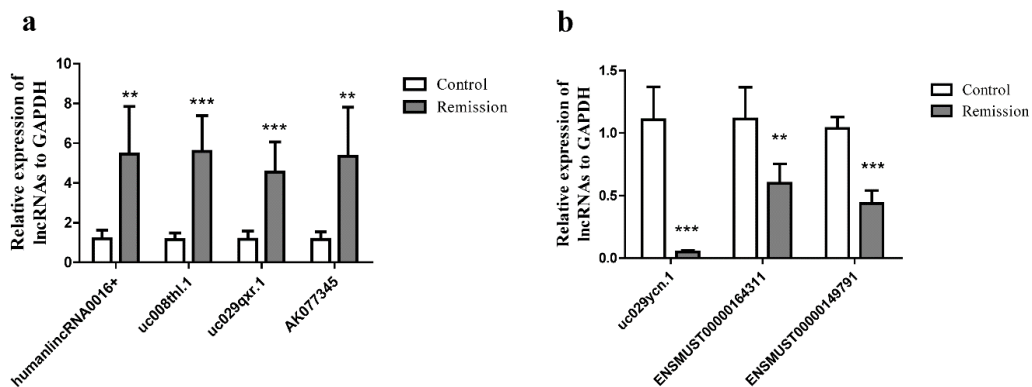 a
Relative expression of
lncRNAs to GAPDH
10
8
6
4
2
0
**
***
***
**
Control
Remission
humanlincRNA0016+
uc008thl.1
uc029qxr.1
AK077345
b
Relative expression of
lncRNAs to GAPDH
1.5
1.0
0.5
0.0
***
**
***
Control
Remission
uc029ycn.1
ENSMUST00000164311
ENSMUST00000149791